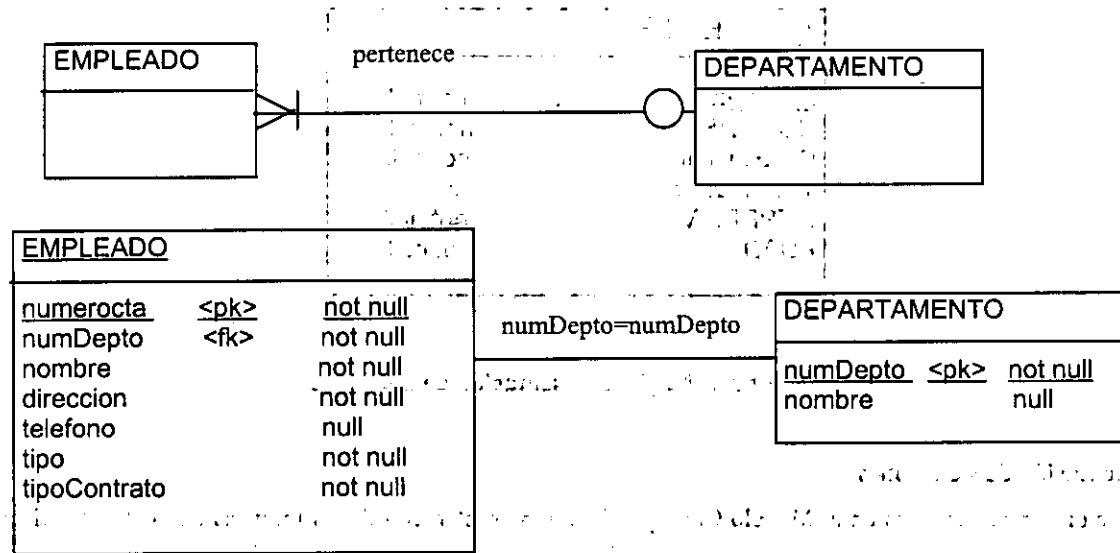 EMPLEADO
pertenece
DEPARTAMENTO
EMPLEADO
numerocta <pk> not null
numDepto <fk> not null
nombre not null
direccion not null
telefono null
tipo not null
tipoContrato not null
numDepto=numDepto
DEPARTAMENTO
numDepto <pk> not null
nombre null